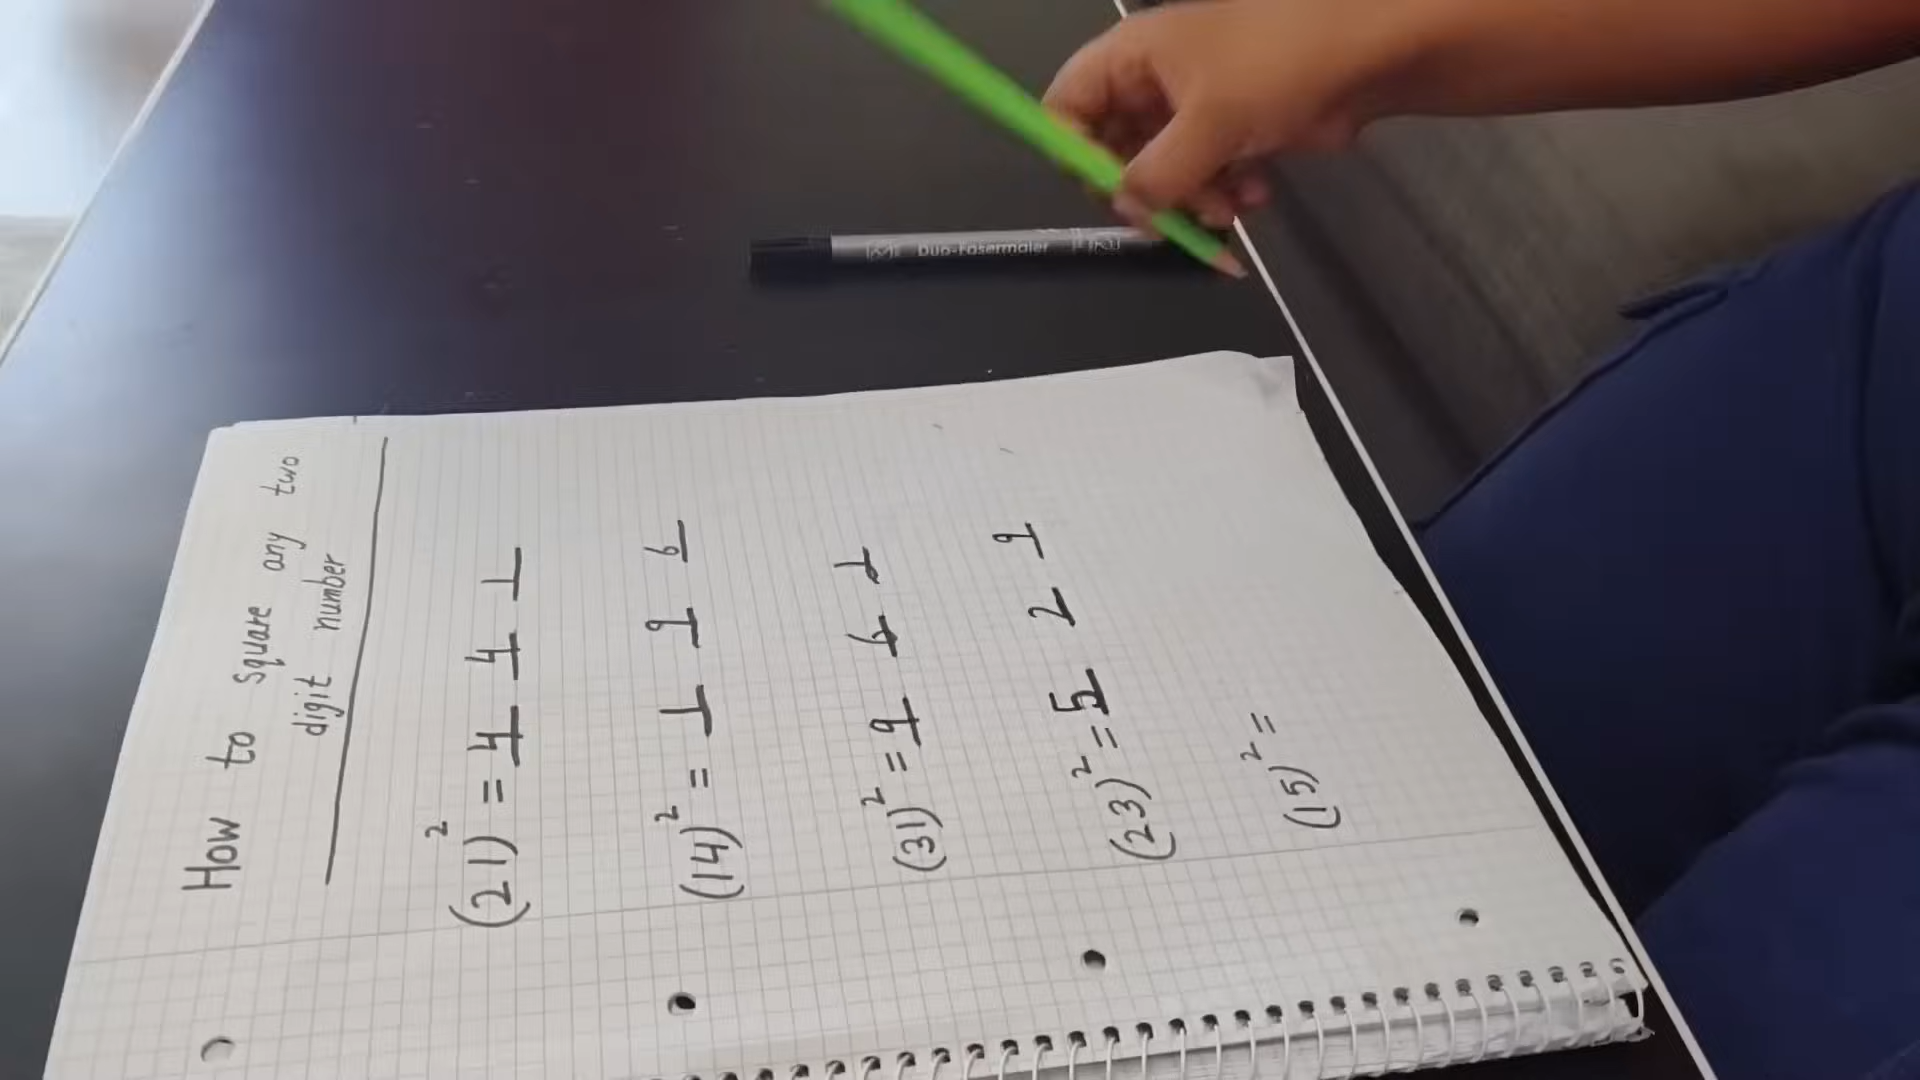 How to square any two
digit number
(21)² = 4 4 1
(14)² = 1 9 6
(31)² = 9 6 1
(23)² = 5 2 9
(15)² =
Duo-Fasermaler